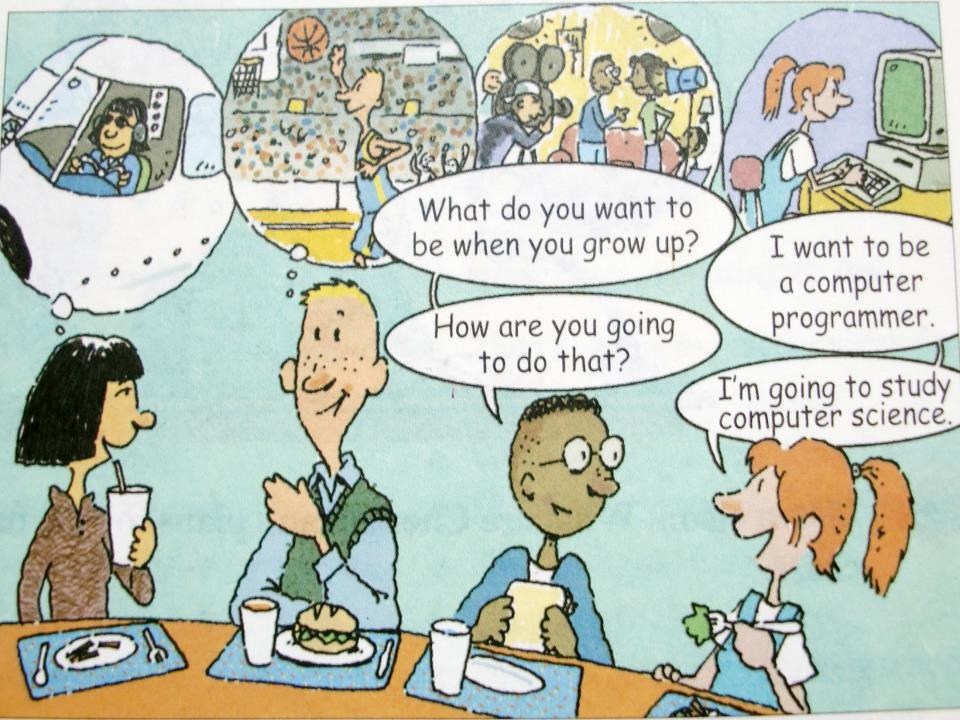 What do you want to
be when you grow up?
I want to be
a computer
programmer.
How are you going
to do that?
I'm going to study
computer science.